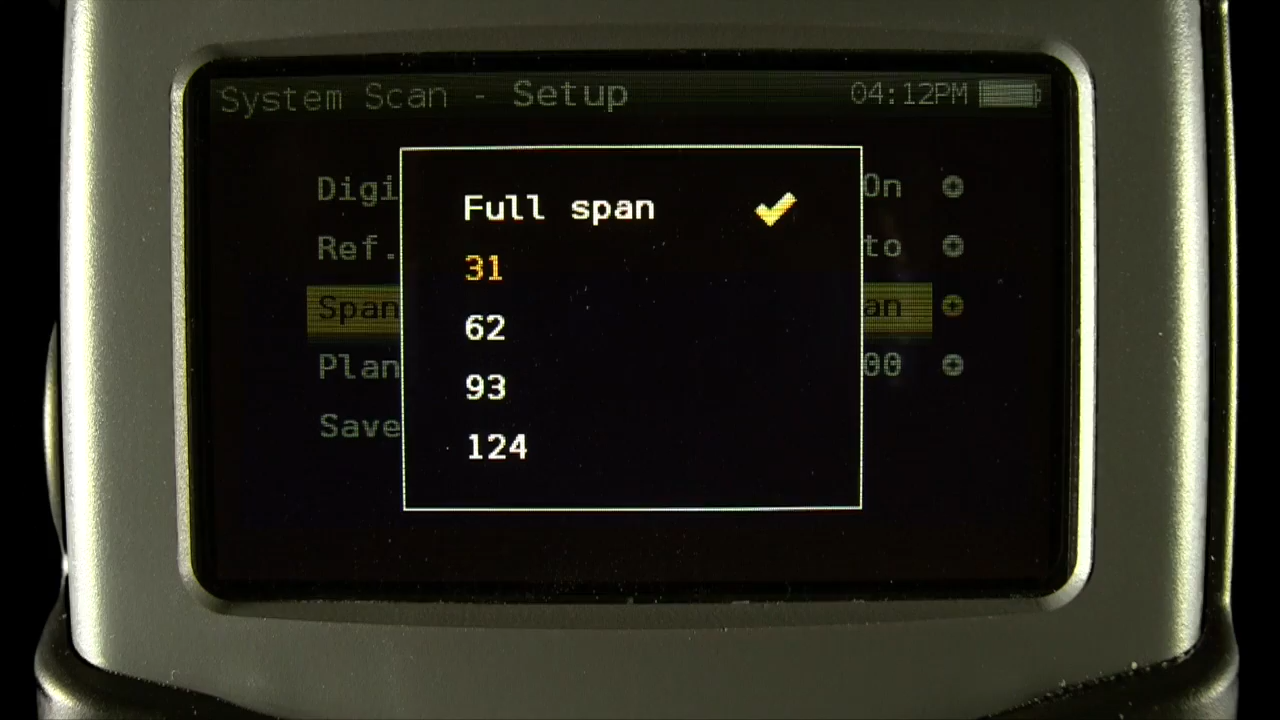 System Scan - Setup 04:12PM
Digi On
Ref. to
Span an
Plan 00
Save
Full span
31
62
93
124